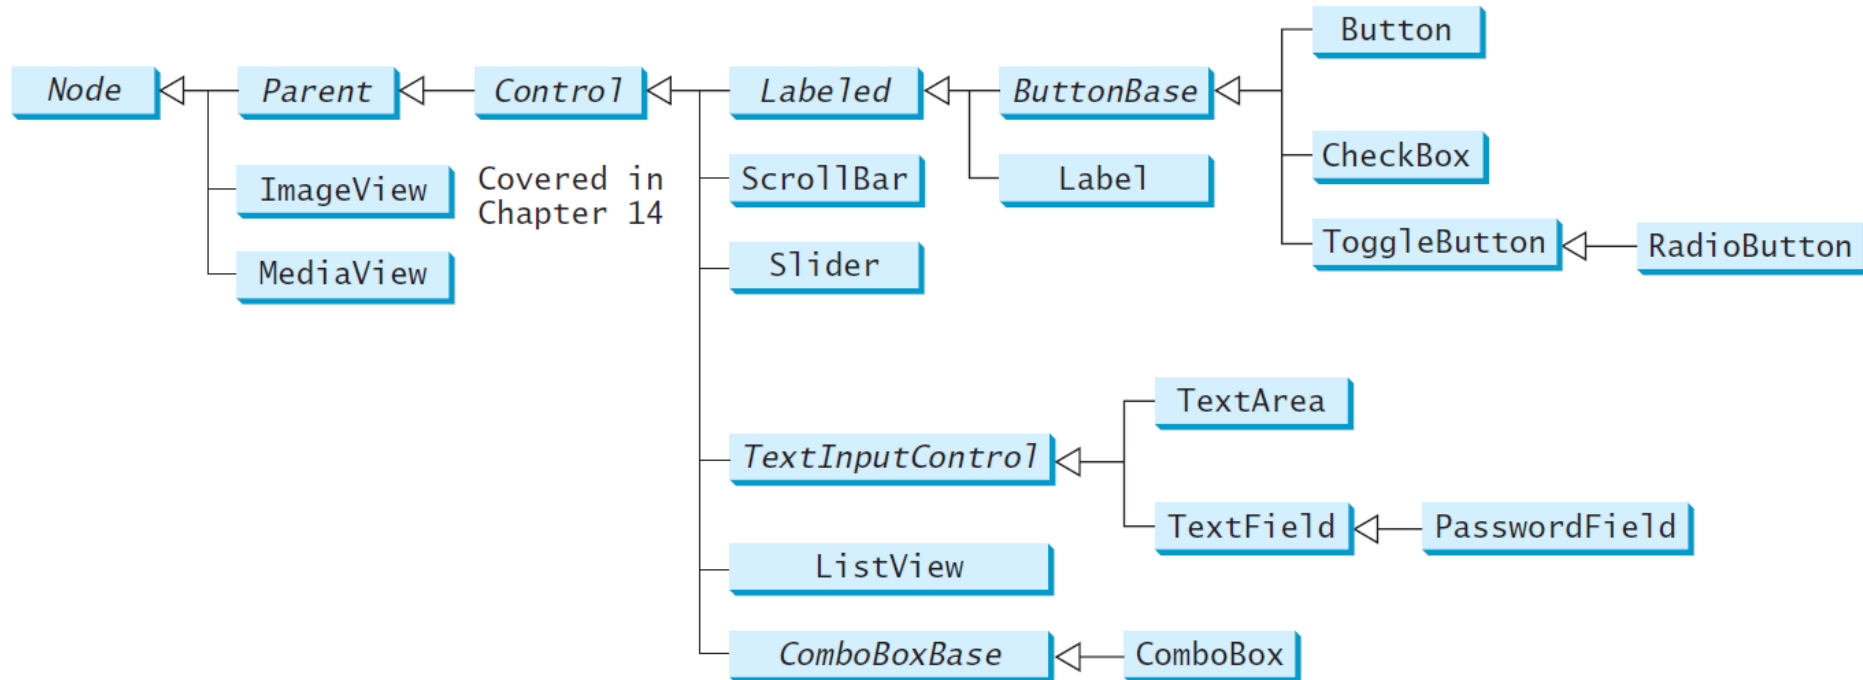 Button
Node
Parent
Control
Labeled
ButtonBase
ImageView
Covered in
Chapter 14
ScrollBar
Label
CheckBox
MediaView
Slider
ToggleButton
RadioButton
TextArea
TextInputControl
TextField
PasswordField
ListView
ComboBoxBase
ComboBox